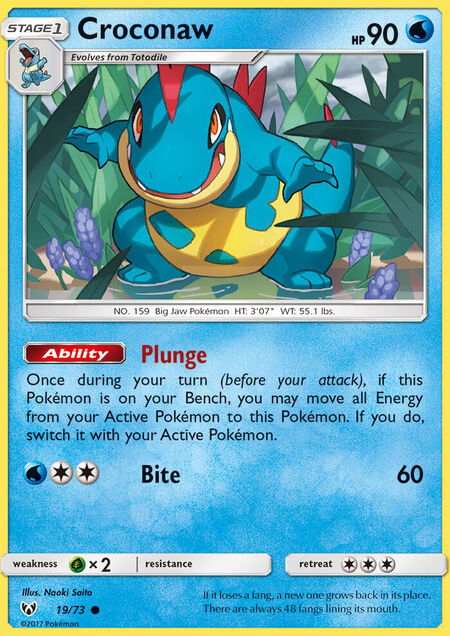 STAGE1
Croconaw
HP 90
Evolves from Totodile
NO. 159 Big Jaw Pokémon HT: 3'07" WT: 55.1 lbs.
Ability Plunge
Once during your turn (before your attack), if this
Pokémon is on your Bench, you may move all Energy
from your Active Pokémon to this Pokémon. If you do,
switch it with your Active Pokémon.
Bite 60
weakness ×2 resistance retreat
Illus. Naoki Saito
19/73
©2017 Pokémon
If it loses a fang, a new one grows back in its place.
There are always 48 fangs lining its mouth.